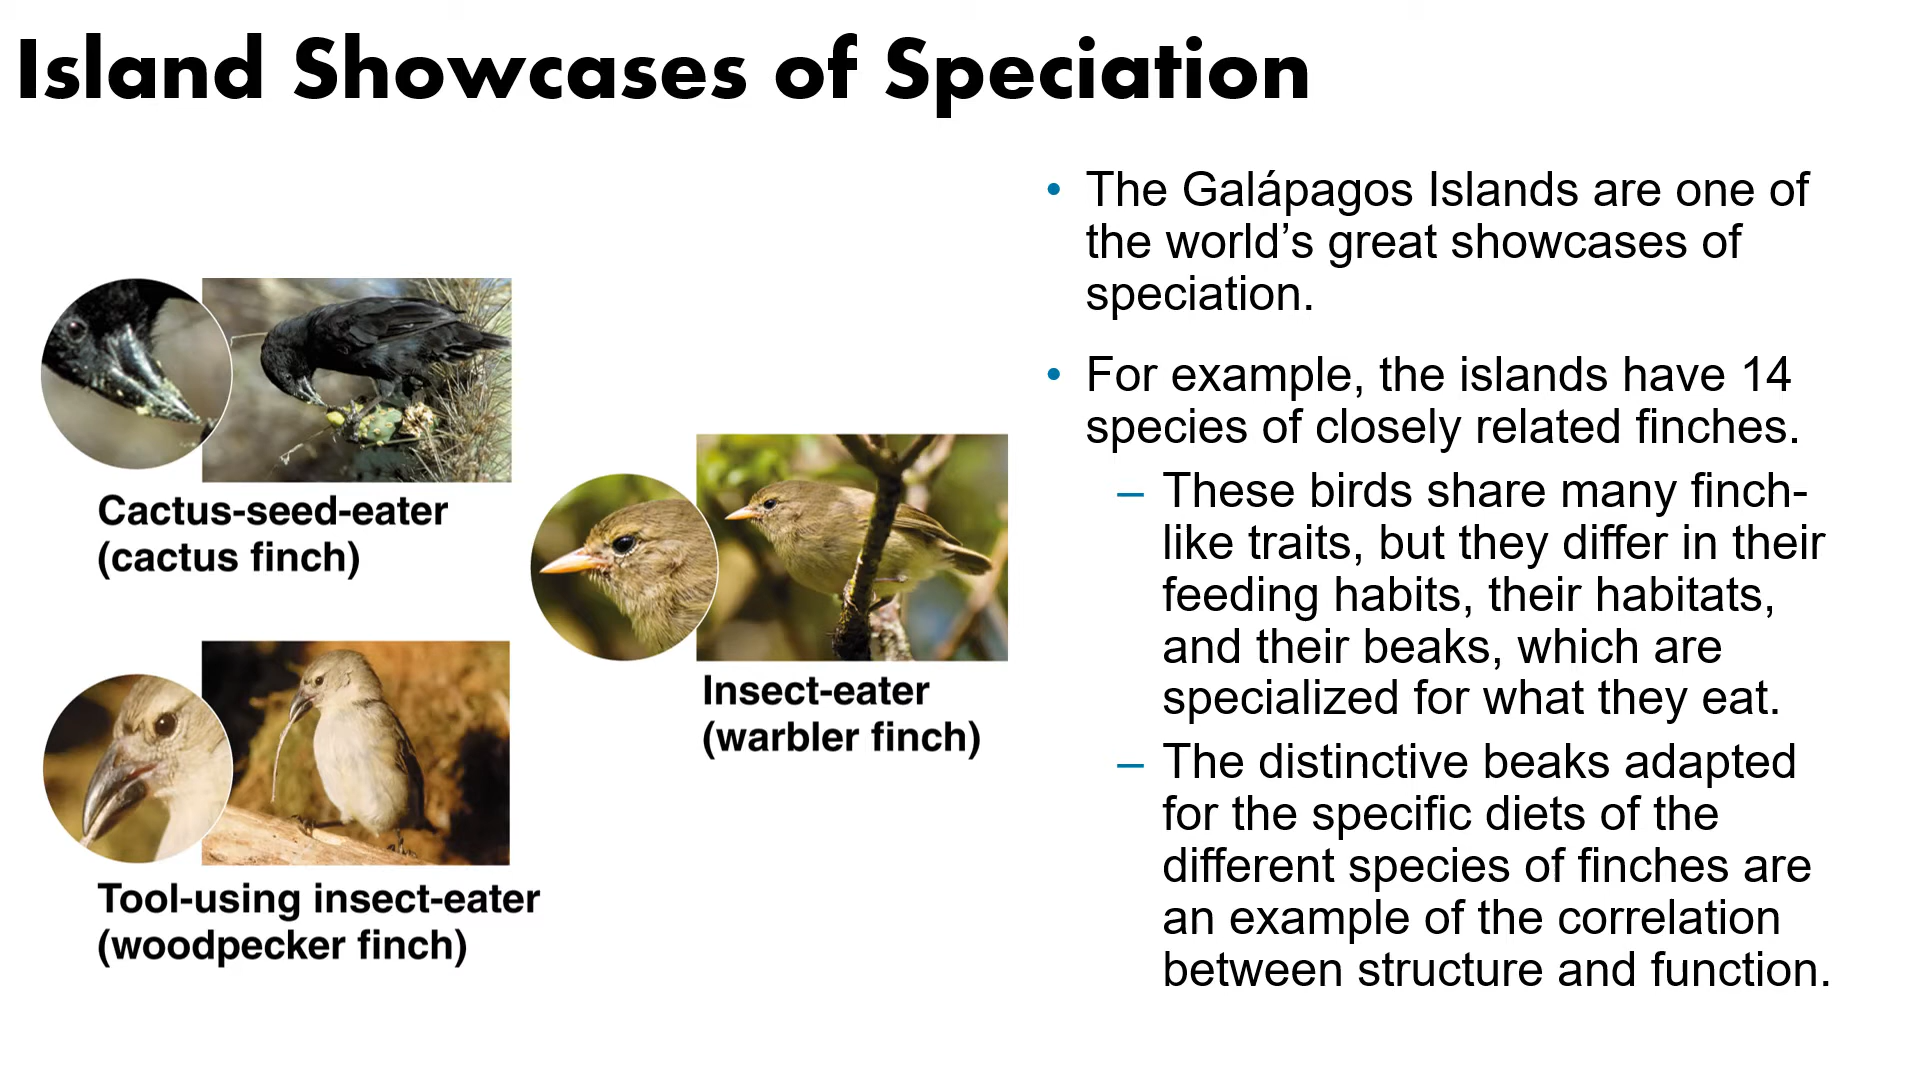 Island Showcases of Speciation
Cactus-seed-eater
(cactus finch)
Insect-eater
(warbler finch)
Tool-using insect-eater
(woodpecker finch)
• The Galápagos Islands are one of
the world’s great showcases of
speciation.
• For example, the islands have 14
species of closely related finches.
– These birds share many finch-
like traits, but they differ in their
feeding habits, their habitats,
and their beaks, which are
specialized for what they eat.
– The distinctive beaks adapted
for the specific diets of the
different species of finches are
an example of the correlation
between structure and function.